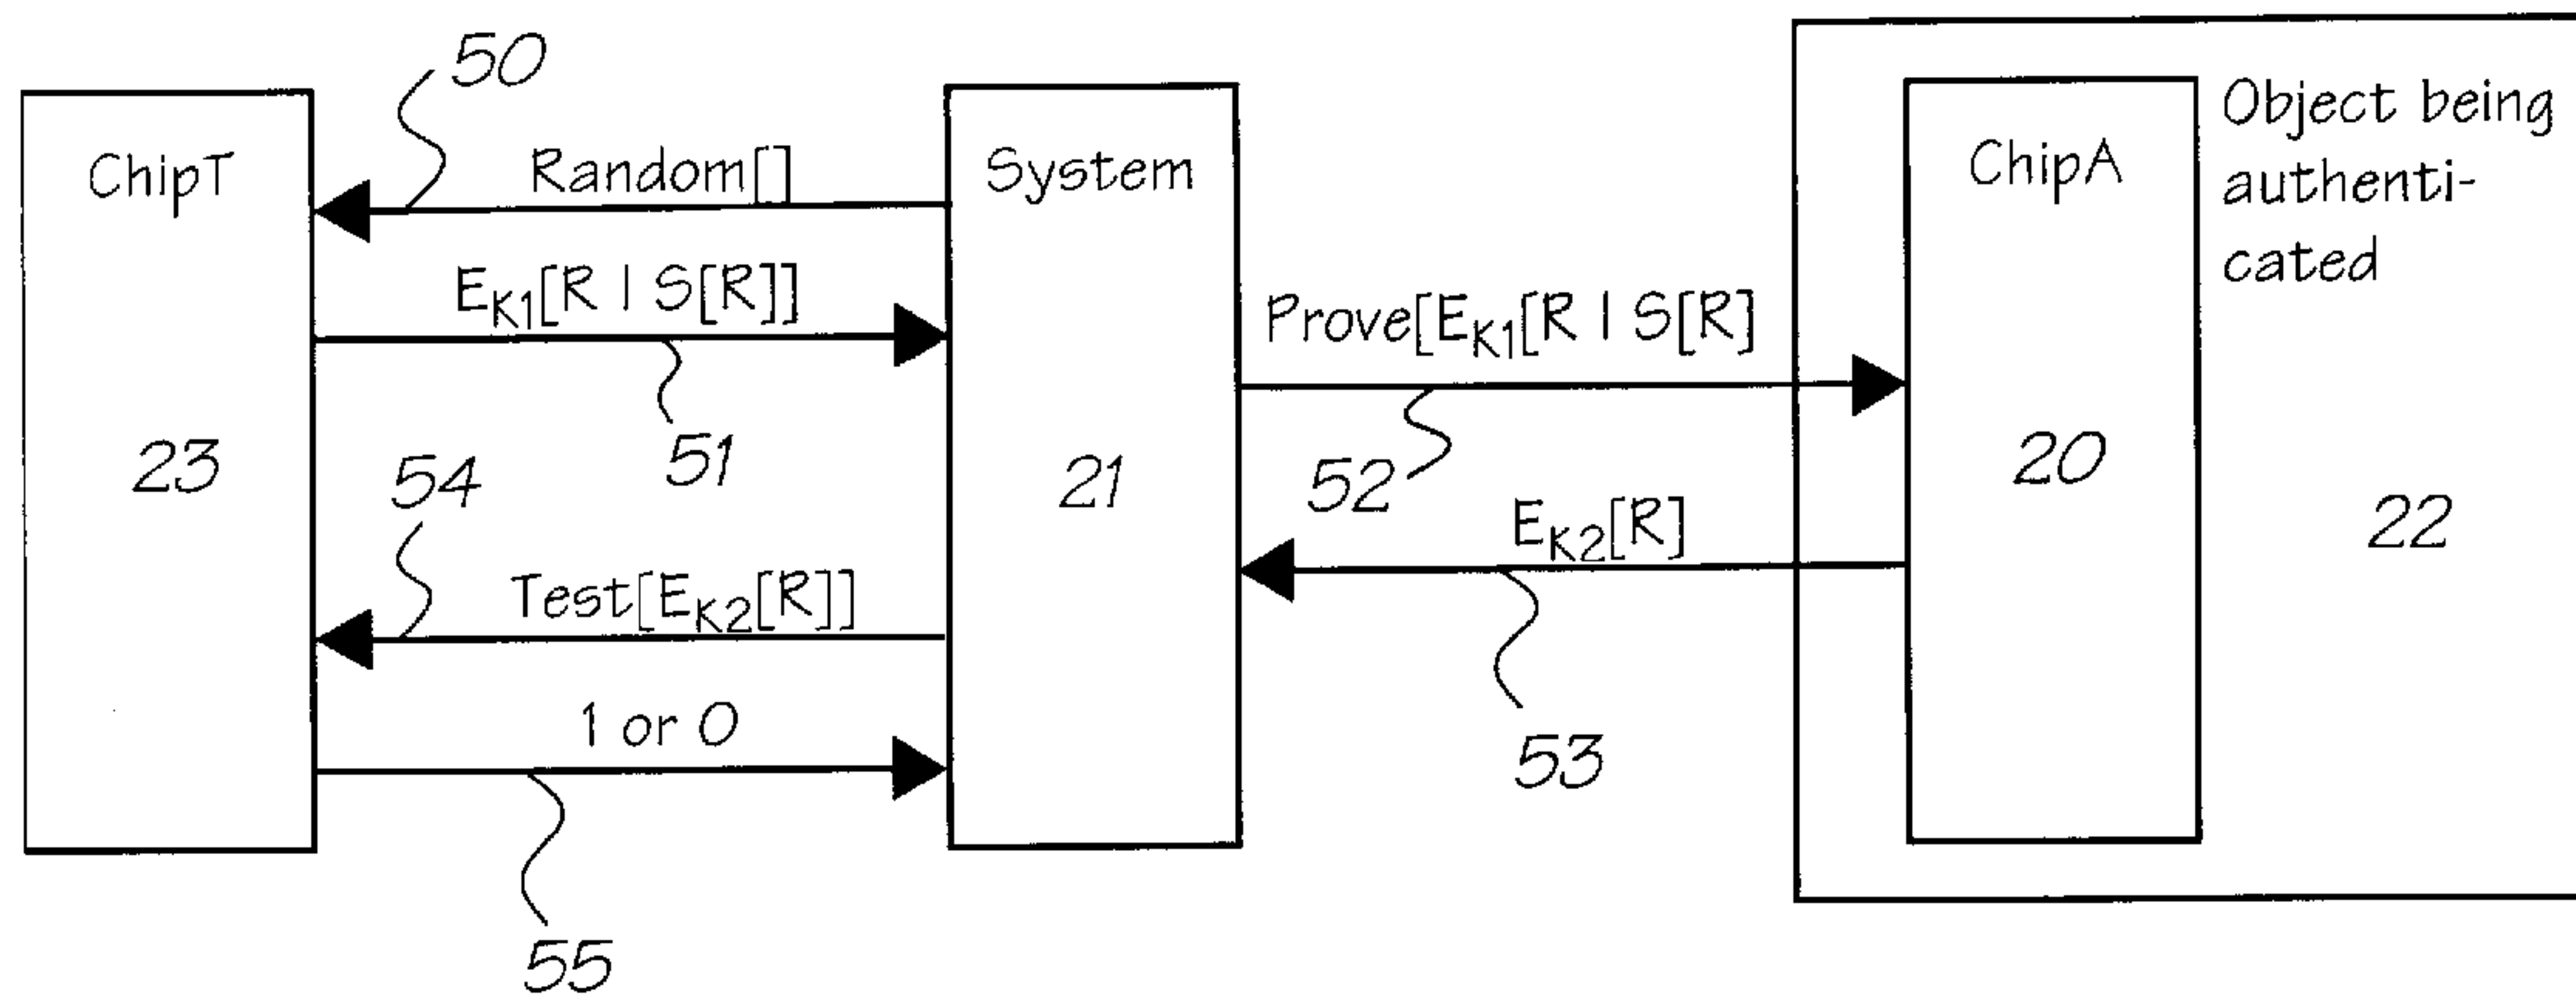 50
ChipT
Random[]
System
ChipA
Object being
authenti-
cated
E_K1[R | S[R]]
Prove[E_K1[R | S[R]
23
54
51
21
52
20
22
E_K2[R]
Test[E_K2[R]]
1 or 0
53
55